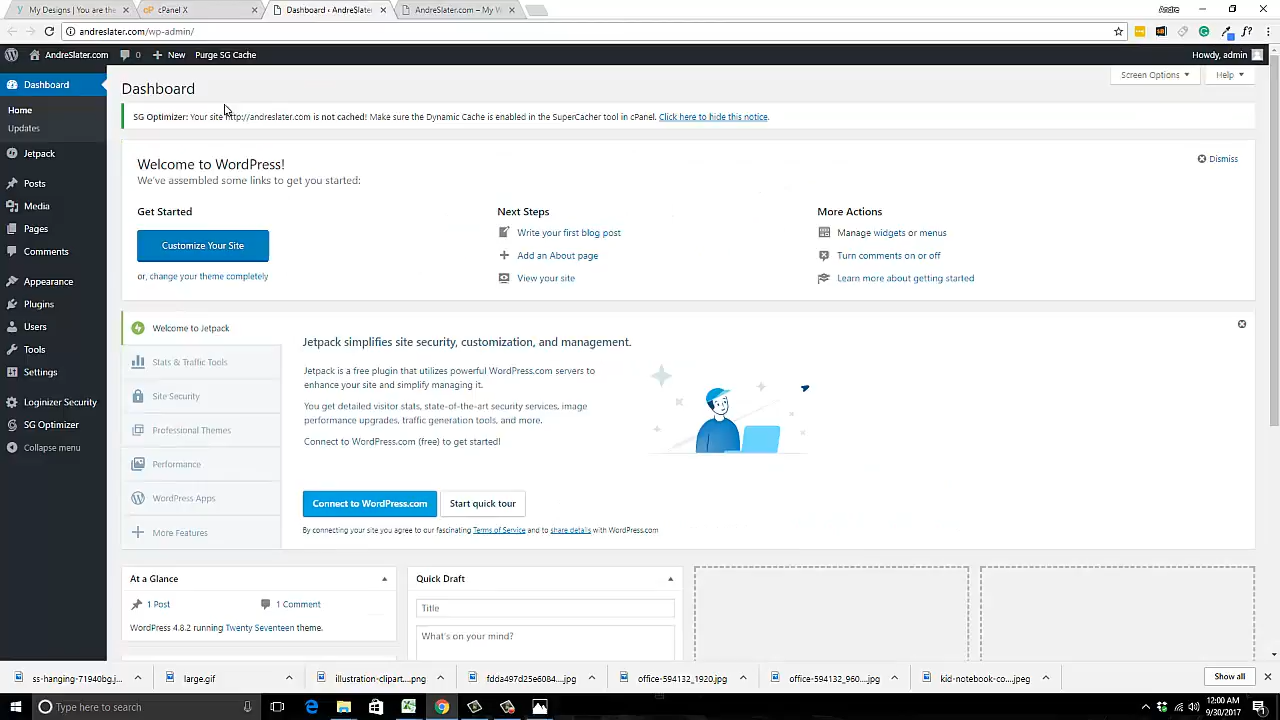 My Designs | You are the
cPanel X
Dashboard ‹ AndreSlater
AndreSlater.com – My W
Andre
andreslater.com/wp-admin/
AndreSlater.com
0
New
Purge SG Cache
Howdy, admin
Dashboard
Home
Updates
Jetpack
Posts
Media
Pages
Comments
Appearance
Plugins
Users
Tools
Settings
Loginizer Security
SG Optimizer
Collapse menu
Dashboard
Screen Options
Help
SG Optimizer: Your site http://andreslater.com is not cached! Make sure the Dynamic Cache is enabled in the SuperCacher tool in cPanel. Click here to hide this notice.
Welcome to WordPress!
Dismiss
We've assembled some links to get you started:
Get Started
Customize Your Site
or, change your theme completely
Next Steps
Write your first blog post
Add an About page
View your site
More Actions
Manage widgets or menus
Turn comments on or off
Learn more about getting started
Welcome to Jetpack
Stats & Traffic Tools
Site Security
Professional Themes
Performance
WordPress Apps
More Features
Jetpack simplifies site security, customization, and management.
Jetpack is a free plugin that utilizes powerful WordPress.com servers to
enhance your site and simplify managing it.
You get detailed visitor stats, state-of-the-art security services, image
performance upgrades, traffic generation tools, and more.
Connect to WordPress.com (free) to get started!
Connect to WordPress.com
Start quick tour
By connecting your site you agree to our fascinating Terms of Service and to share details with WordPress.com
At a Glance
1 Post
1 Comment
WordPress 4.8.2 running Twenty Seventeen theme.
Quick Draft
Title
What's on your mind?
ss-hanging-71940bg....jpg
large.gif
illustration-clipart....png
fdda497d25e6084....jpg
office-594132_1920.jpg
office-594132_960....jpg
kid-notebook-co....jpeg
Show all
Type here to search
12:00 AM
9/30/2017